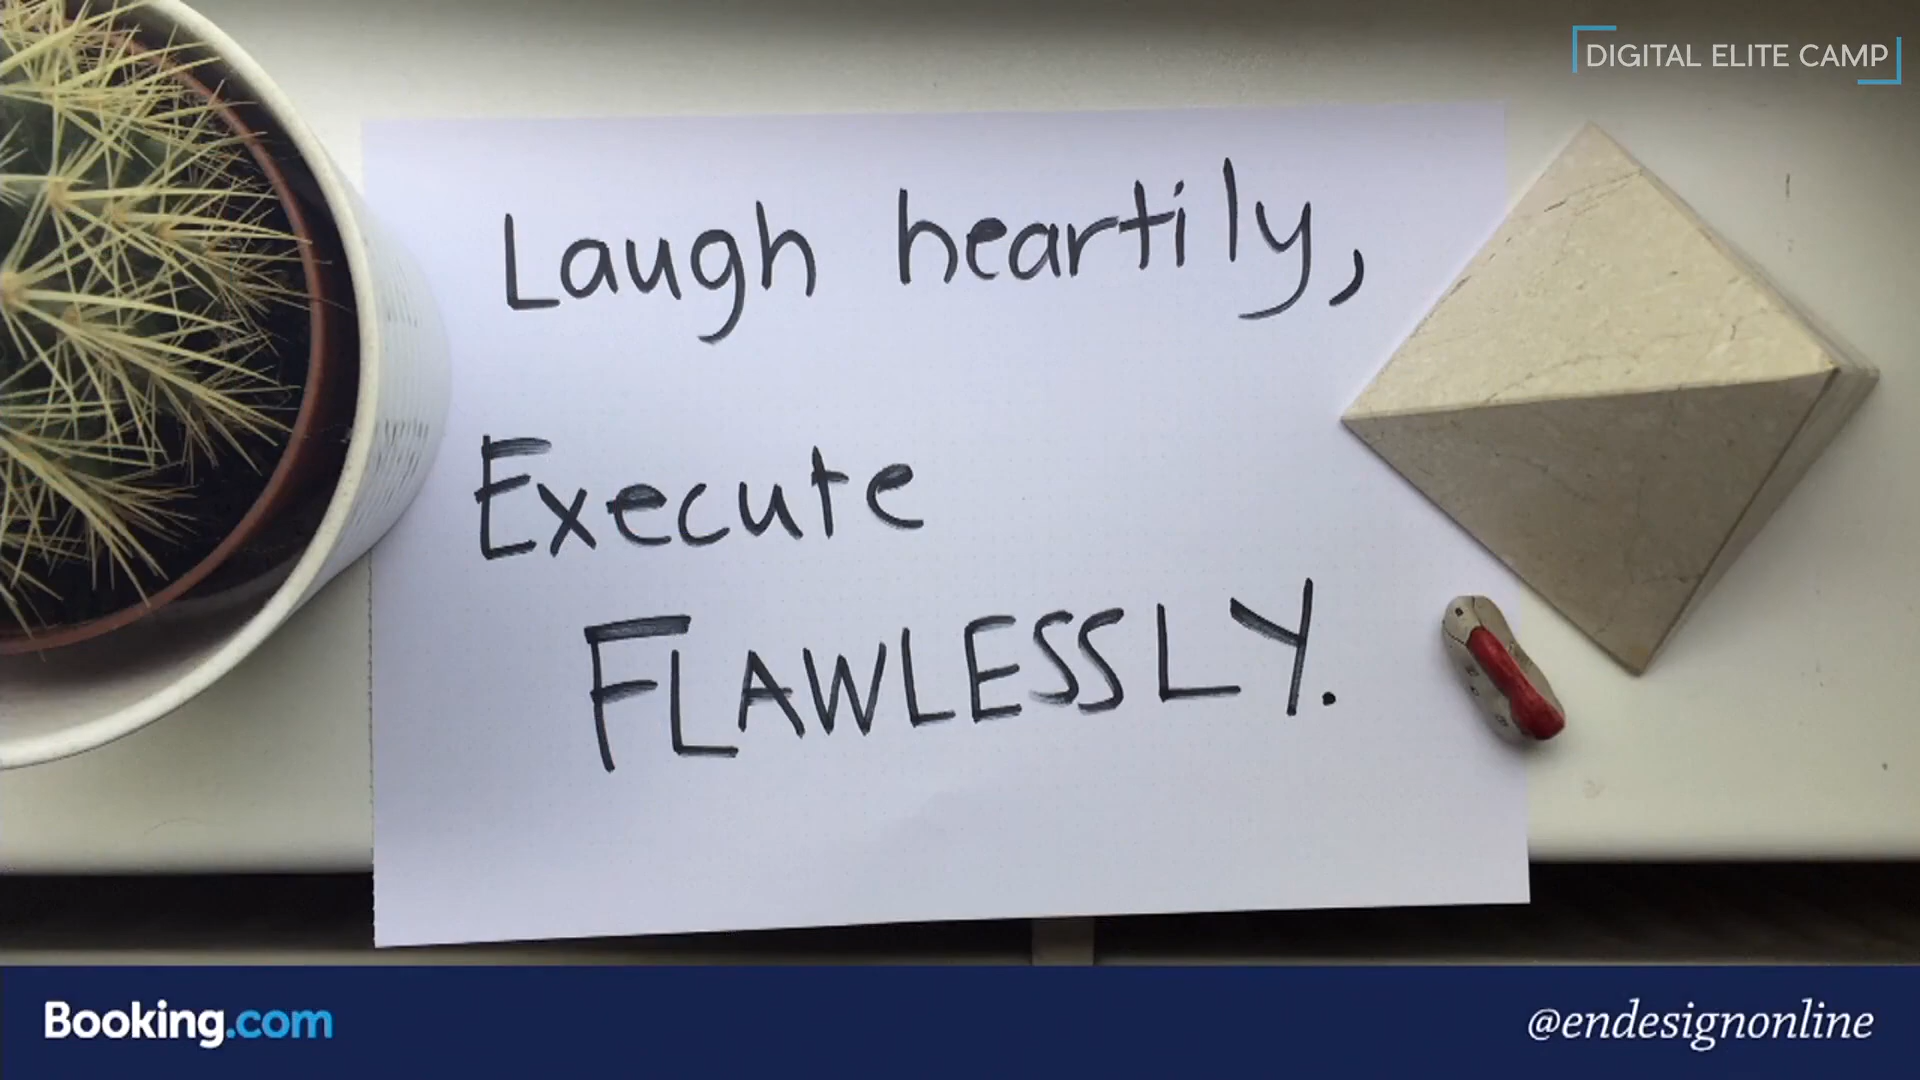 DIGITAL ELITE CAMP
Laugh heartily,
Execute
FLAWLESSLY.
Booking.com
@endesignonline